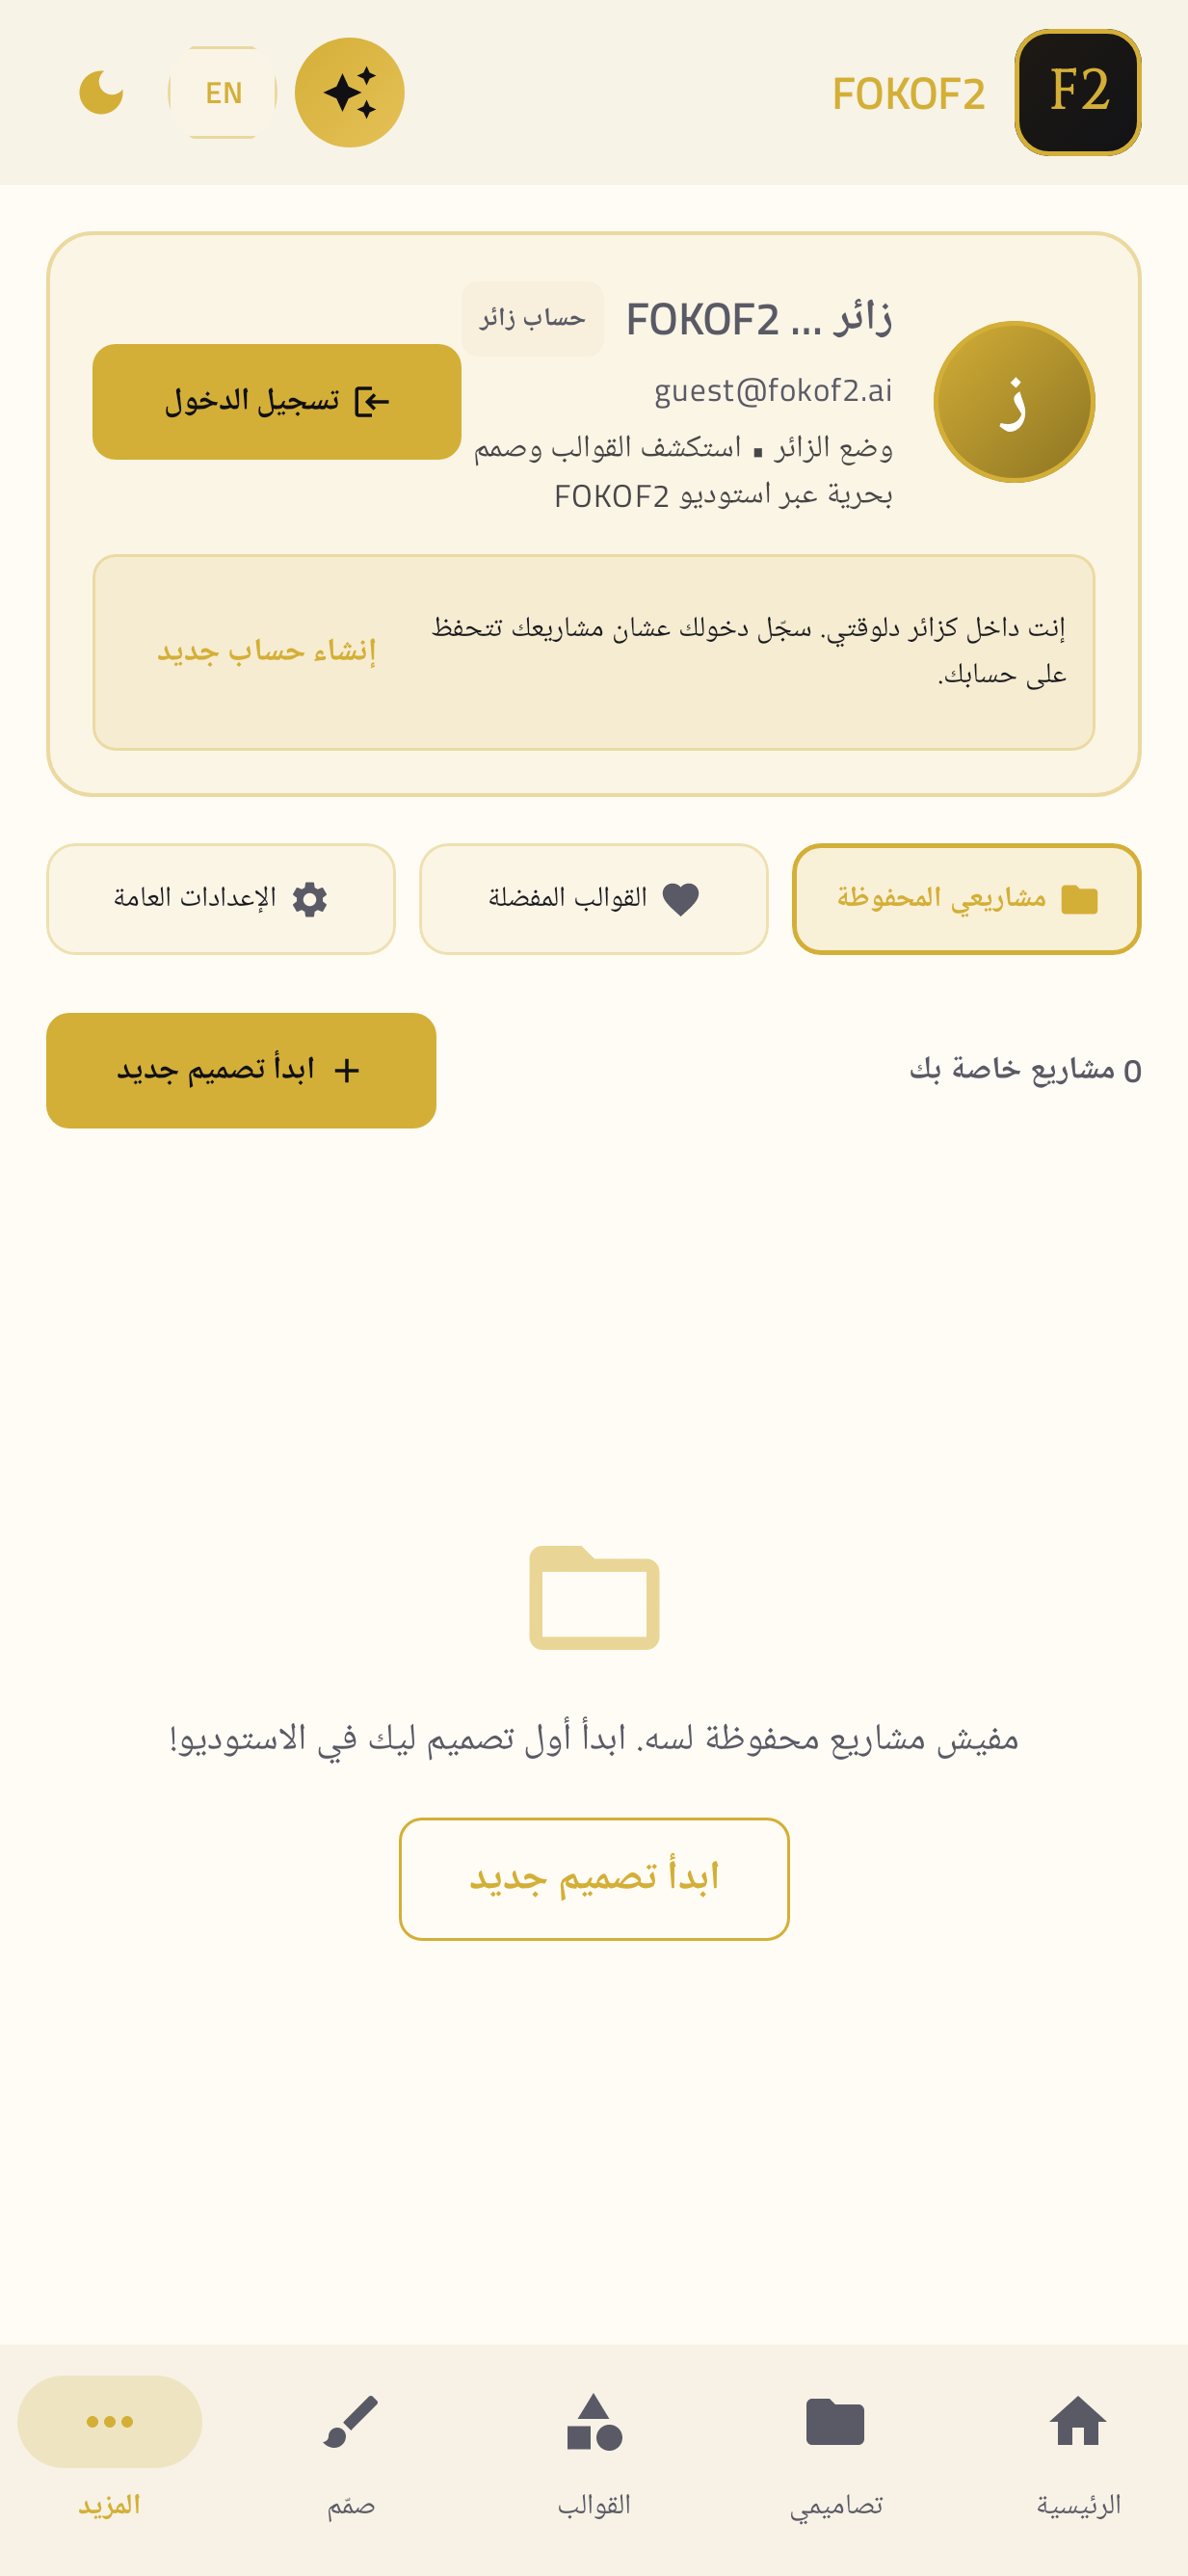 F2
FOKOF2
EN
زائر ... FOKOF2
حساب زائر
guest@fokof2.ai
وضع الزائر ▪ استكشف القوالب وصمم
بحرية عبر استوديو FOKOF2
تسجيل الدخول
ز
إنت داخل كزائر دلوقتي. سجّل دخولك عشان مشاريعك تتحفظ
على حسابك.
إنشاء حساب جديد
مشاريعي المحفوظة
القوالب المفضلة
الإعدادات العامة
0 مشاريع خاصة بك
ابدأ تصميم جديد
مفيش مشاريع محفوظة لسه. ابدأ أول تصميم ليك في الاستوديو!
ابدأ تصميم جديد
الرئيسية
تصاميمي
القوالب
صمّم
المزيد